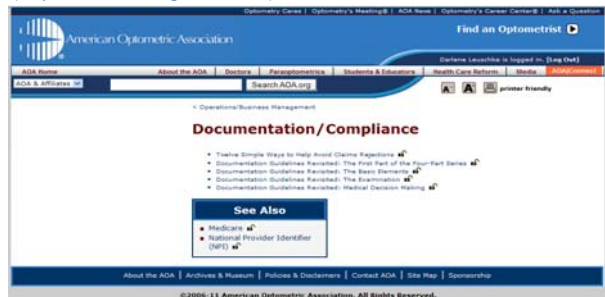 Optometry Cares | Optometry's Meeting® | AOA News | Optometry's Career Center® | Ask a Question
American Optometric Association
Find an Optometrist
Darlene Leuschke is logged in. [Log Out]
AOA Home About the AOA Doctors Paraoptometrics Students & Educators Health Care Reform Media AOAConnect
AOA & Affiliates Search AOA.org A A printer friendly
< Operations/Business Management
Documentation/Compliance
Twelve Simple Ways to Help Avoid Claims Rejections
Documentation Guidelines Revisited: The First Part of the Four-Part Series
Documentation Guidelines Revisited: The Basic Elements
Documentation Guidelines Revisited: The Examination
Documentation Guidelines Revisited: Medical Decision Making
See Also
Medicare
National Provider Identifier
(NPI)
About the AOA | Archives & Museum | Policies & Disclaimers | Contact AOA | Site Map | Sponsorship
©2006-11 American Optometric Association. All Rights Reserved.